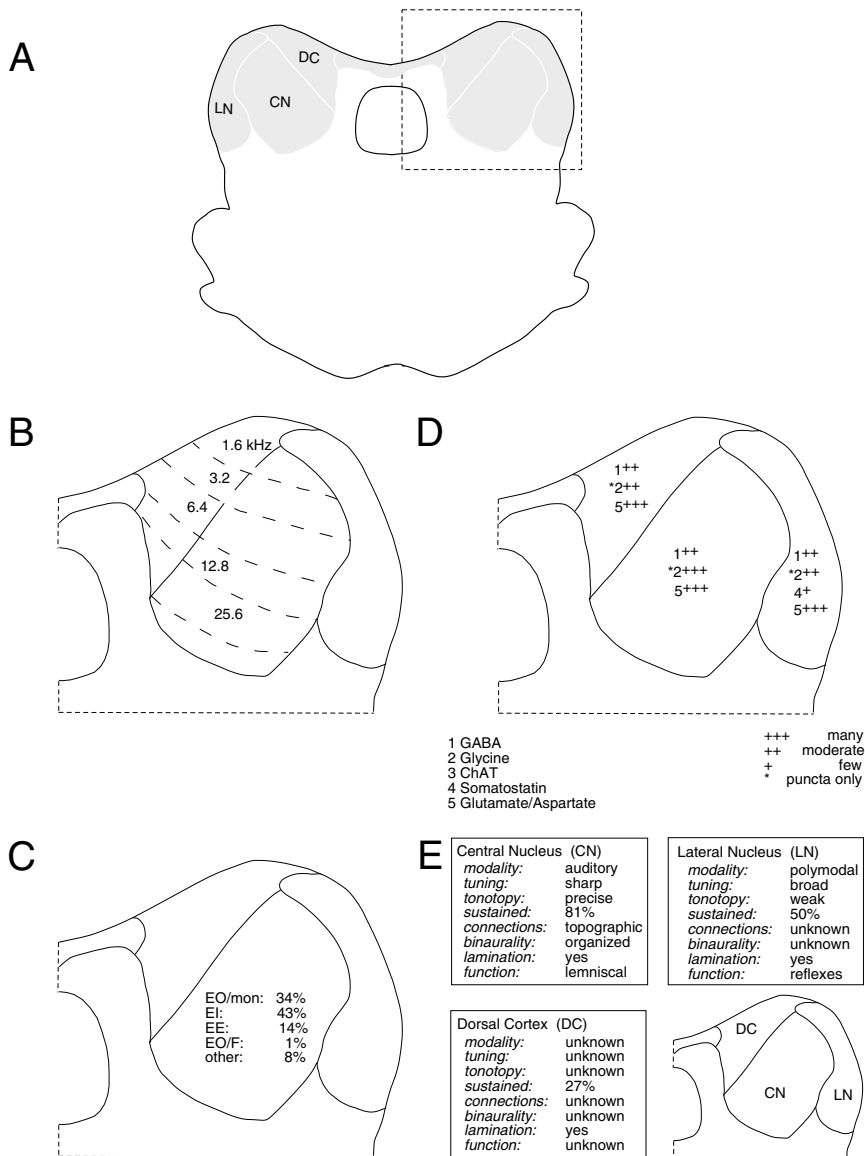 A
DC
LN
CN
B
1.6 kHz
3.2
6.4
12.8
25.6
D
1++
*2++
5+++
1++
*2+++
5+++
1++
*2++
4+
5+++
1 GABA
2 Glycine
3 ChAT
4 Somatostatin
5 Glutamate/Aspartate
+++ many
++ moderate
+ few
* puncta only
C
EO/mon: 34%
EI: 43%
EE: 14%
EO/F: 1%
other: 8%
E
Central Nucleus (CN)
modality: auditory
tuning: sharp
tonotopy: precise
sustained: 81%
connections: topographic
binaurality: organized
lamination: yes
function: lemniscal
Lateral Nucleus (LN)
modality: polymodal
tuning: broad
tonotopy: weak
sustained: 50%
connections: unknown
binaurality: unknown
lamination: yes
function: reflexes
Dorsal Cortex (DC)
modality: unknown
tuning: unknown
tonotopy: unknown
sustained: 27%
connections: unknown
binaurality: unknown
lamination: yes
function: unknown
DC
CN
LN